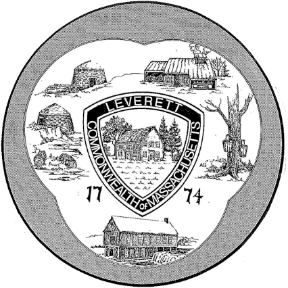 LEVERETT
COMMONWEALTH OF MASSACHUSETTS
17 74